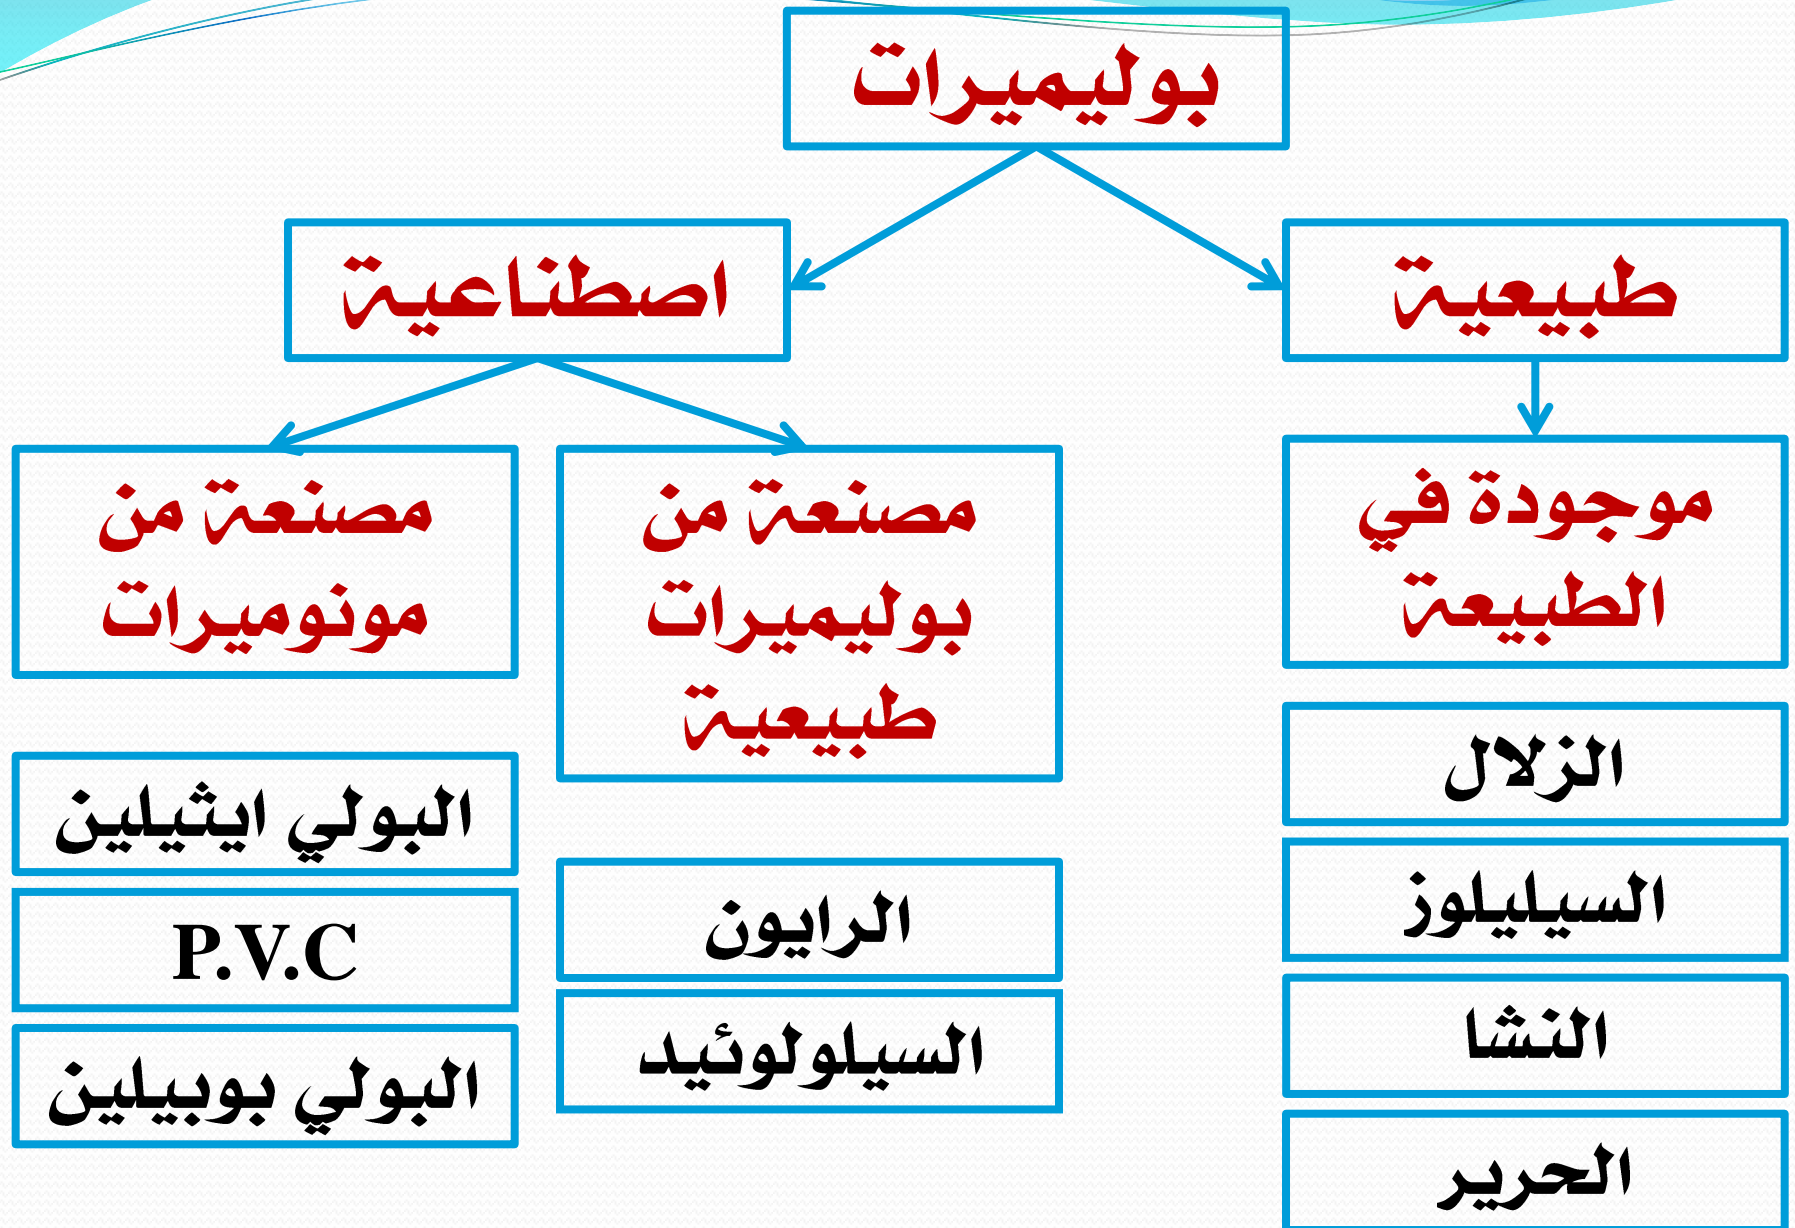 بوليميرات
طبيعية
اصطناعية
موجودة في
الطبيعة
مصنعة من
بوليميرات
طبيعية
مصنعة من
مونوميرات
الزلال
السيليلوز
النشا
الحرير
الرايون
السيلولوئيد
البولي ايثيلين
P.V.C
البولي بوبيلين